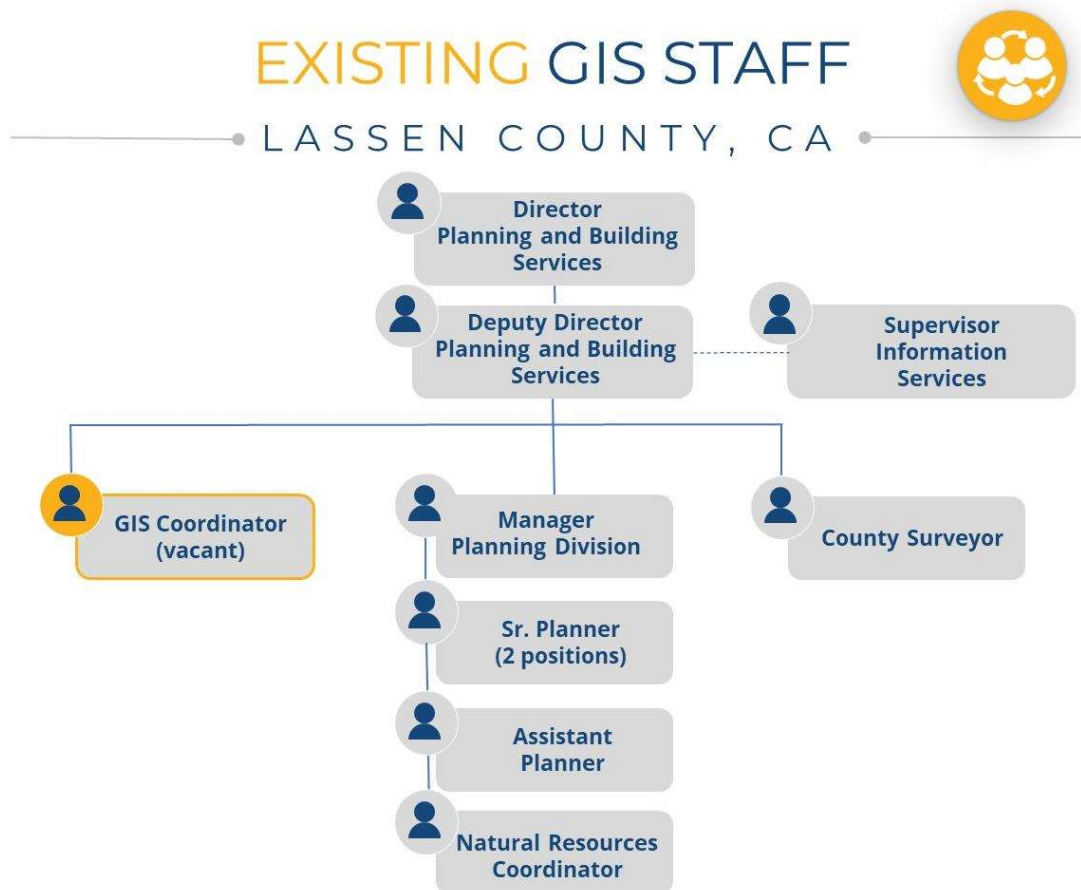 EXISTING GIS STAFF
LASSEN COUNTY, CA
Director
Planning and Building
Services
Deputy Director
Planning and Building
Services
Supervisor
Information
Services
GIS Coordinator
(vacant)
Manager
Planning Division
County Surveyor
Sr. Planner
(2 positions)
Assistant
Planner
Natural Resources
Coordinator